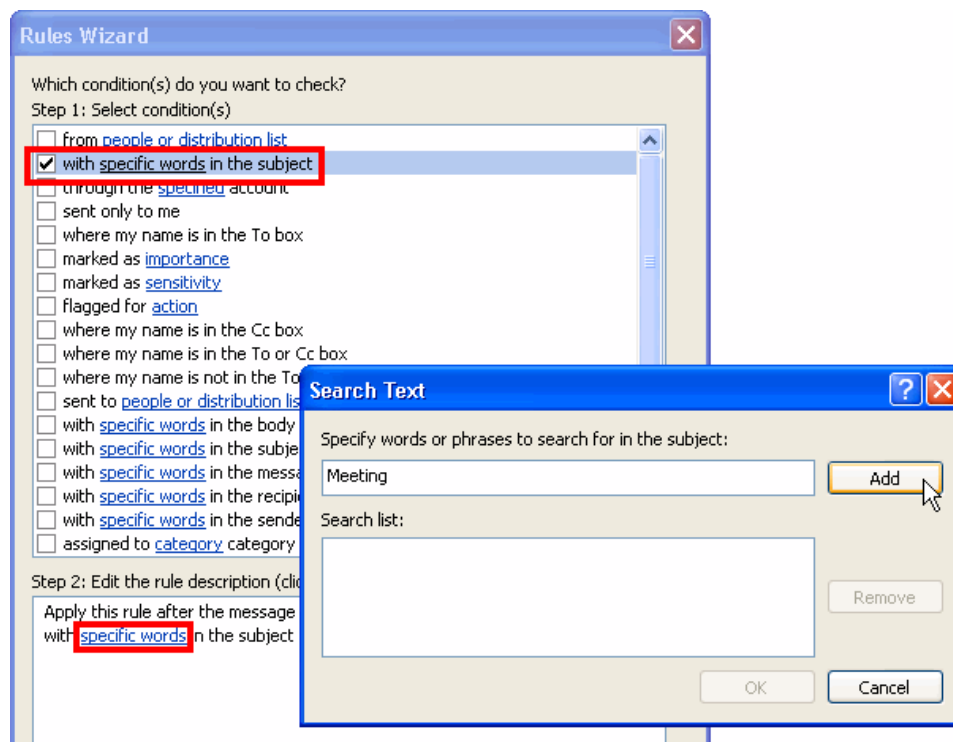 Rules Wizard
Which condition(s) do you want to check?
Step 1: Select condition(s)
from people or distribution list
with specific words in the subject
through the specified account
sent only to me
where my name is in the To box
marked as importance
marked as sensitivity
flagged for action
where my name is in the Cc box
where my name is in the To or Cc box
where my name is not in the To
sent to people or distribution lis
with specific words in the body
with specific words in the subje
with specific words in the messa
with specific words in the recipi
with specific words in the sende
assigned to category category
Step 2: Edit the rule description (clic
Apply this rule after the message
with specific words in the subject
Search Text
Specify words or phrases to search for in the subject:
Meeting
Add
Search list:
Remove
OK
Cancel